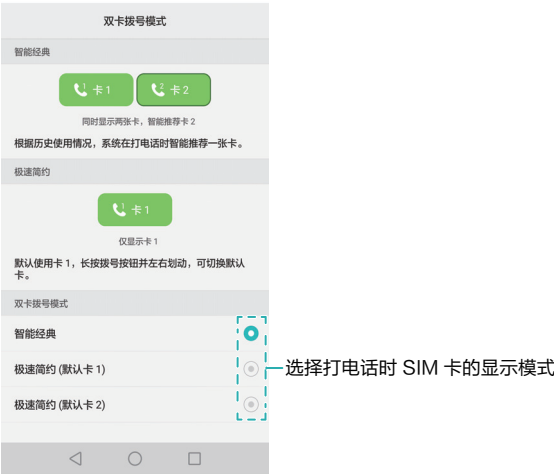 双卡拨号模式
智能经典
1 卡 1
2 卡 2
同时显示两张卡，智能推荐卡 2
根据历史使用情况，系统在打电话时智能推荐一张卡。
极速简约
1 卡 1
仅显示卡 1
默认使用卡 1，长按拨号按钮并左右划动，可切换默认
卡。
双卡拨号模式
智能经典
极速简约 (默认卡 1)
选择打电话时 SIM 卡的显示模式
极速简约 (默认卡 2)